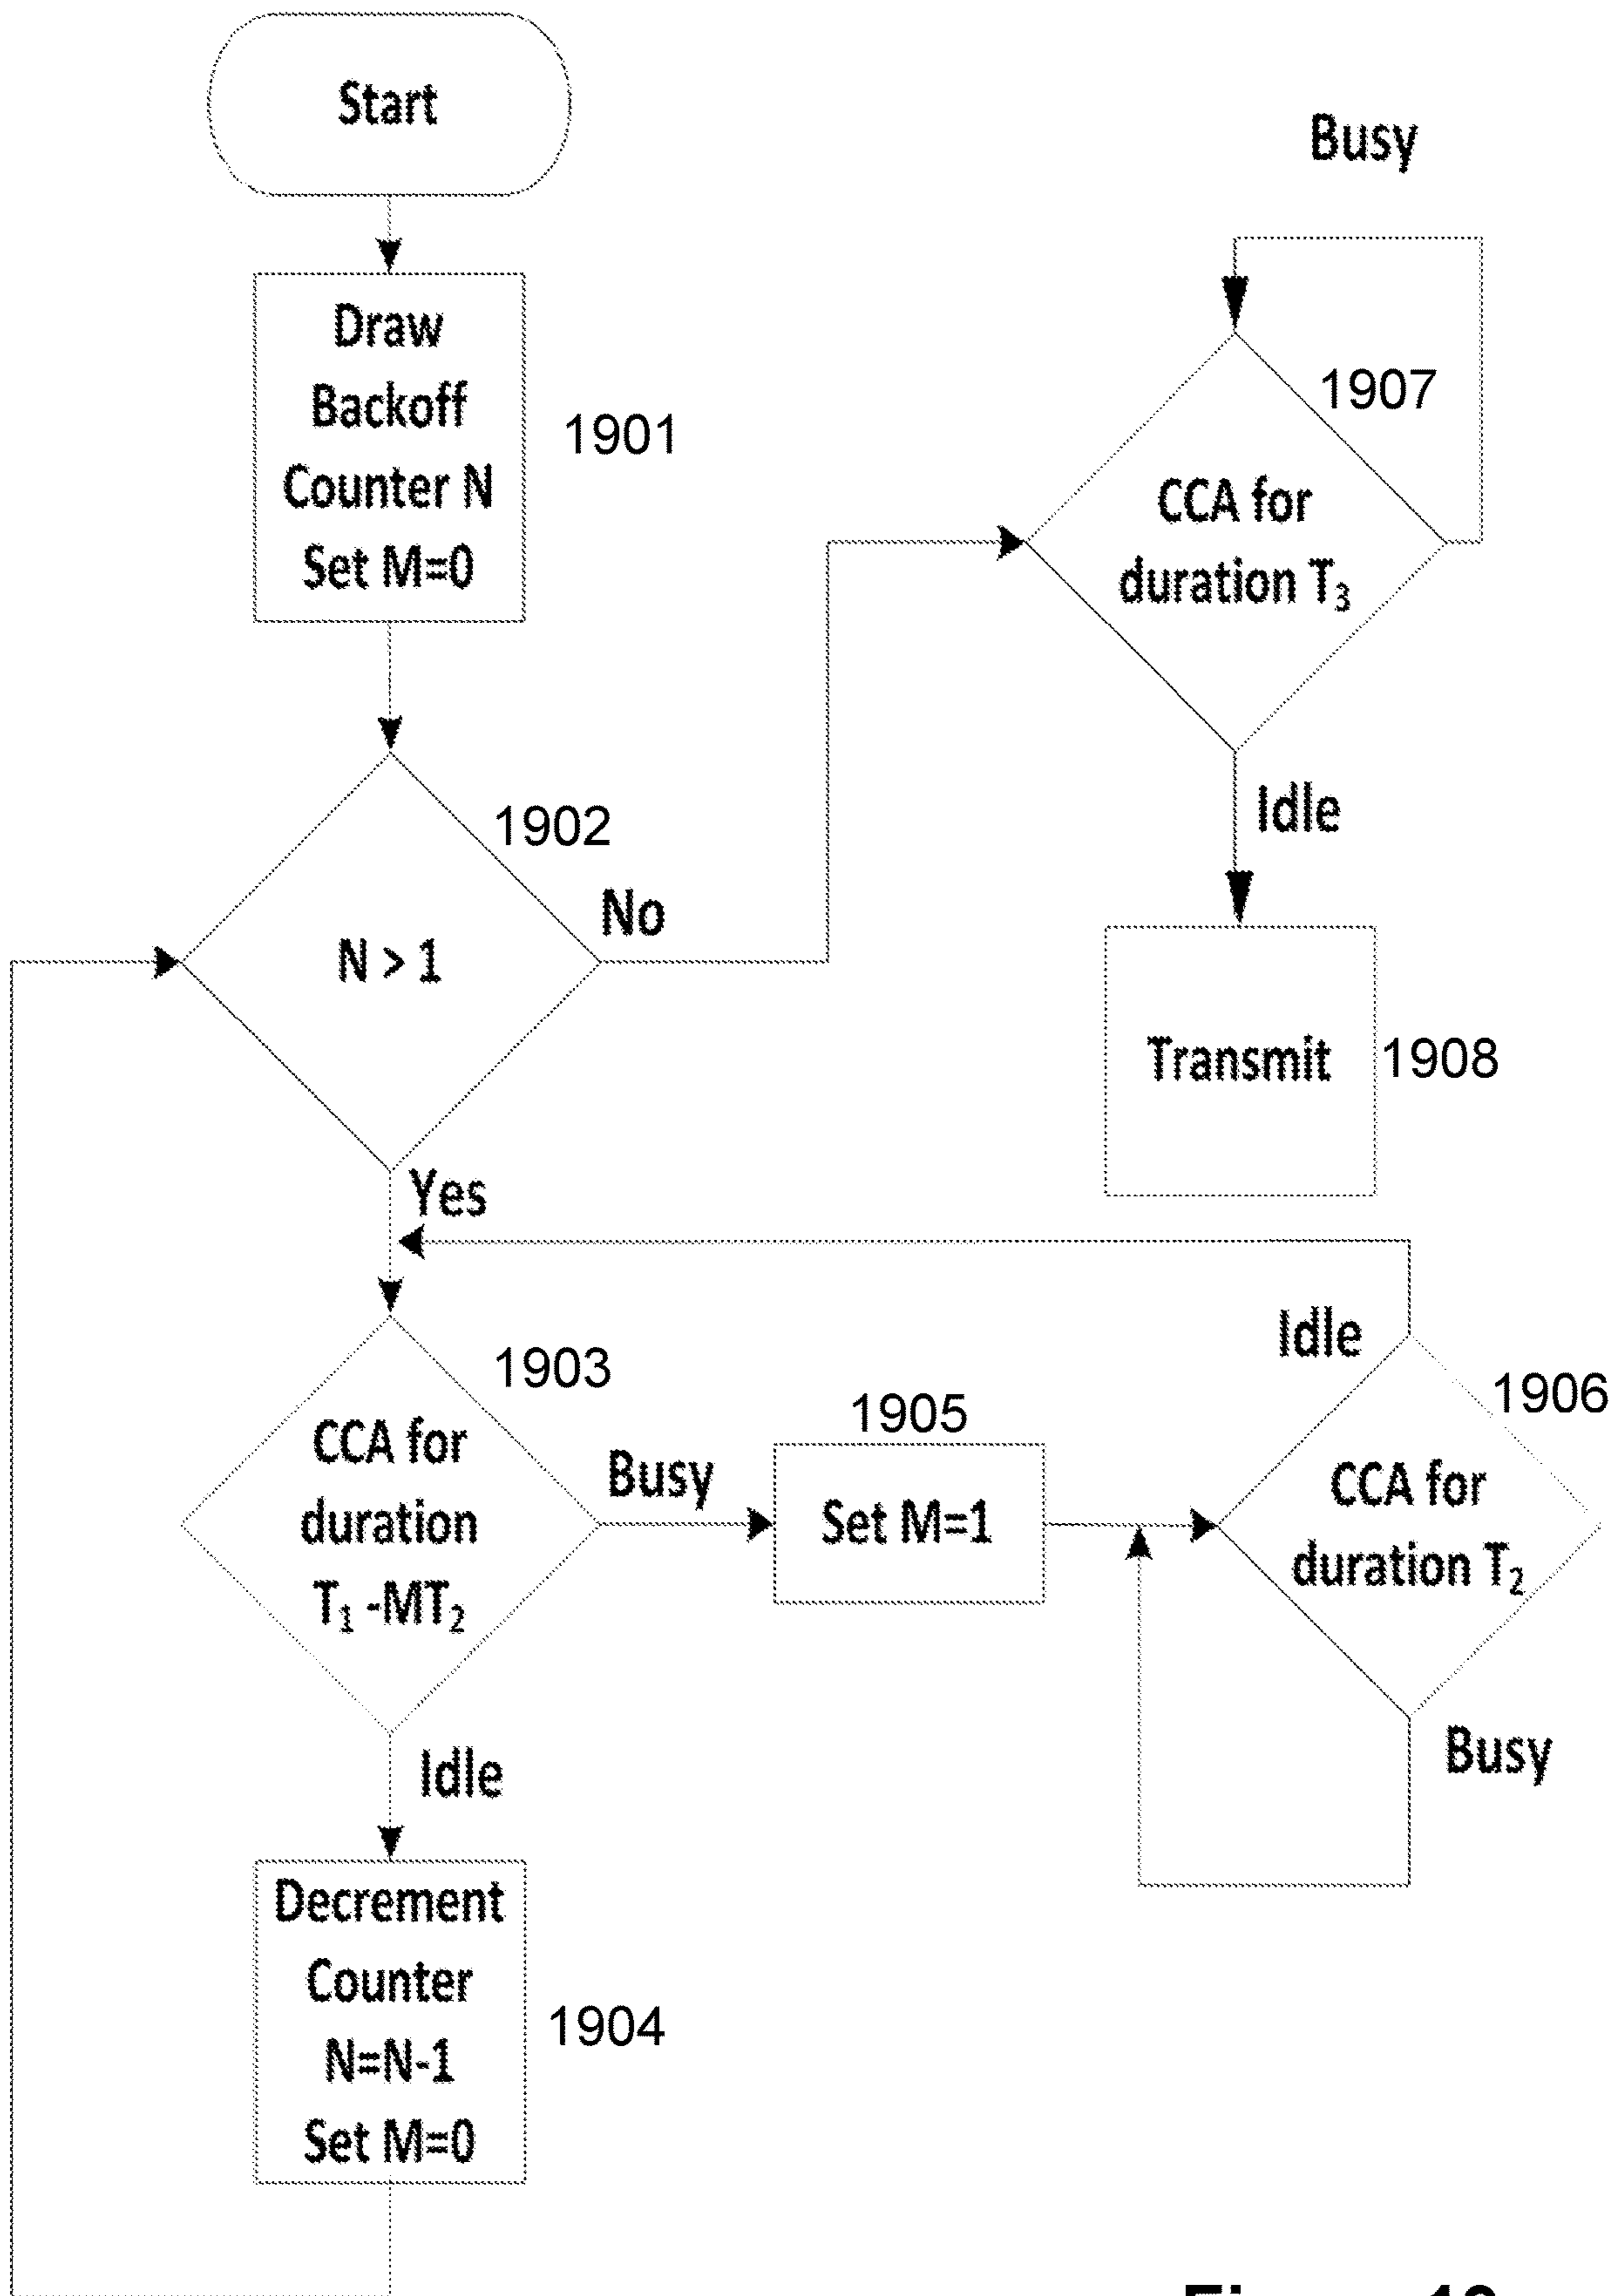 Start
Draw
Backoff
Counter N
Set M=0
1901
Busy
1907
CCA for
duration T₃
Idle
1902
N > 1
No
Transmit
1908
Yes
1903
CCA for
duration
T₁ -MT₂
Busy
1905
Set M=1
Idle
1906
CCA for
duration T₂
Busy
Idle
Decrement
Counter
N=N-1
Set M=0
1904